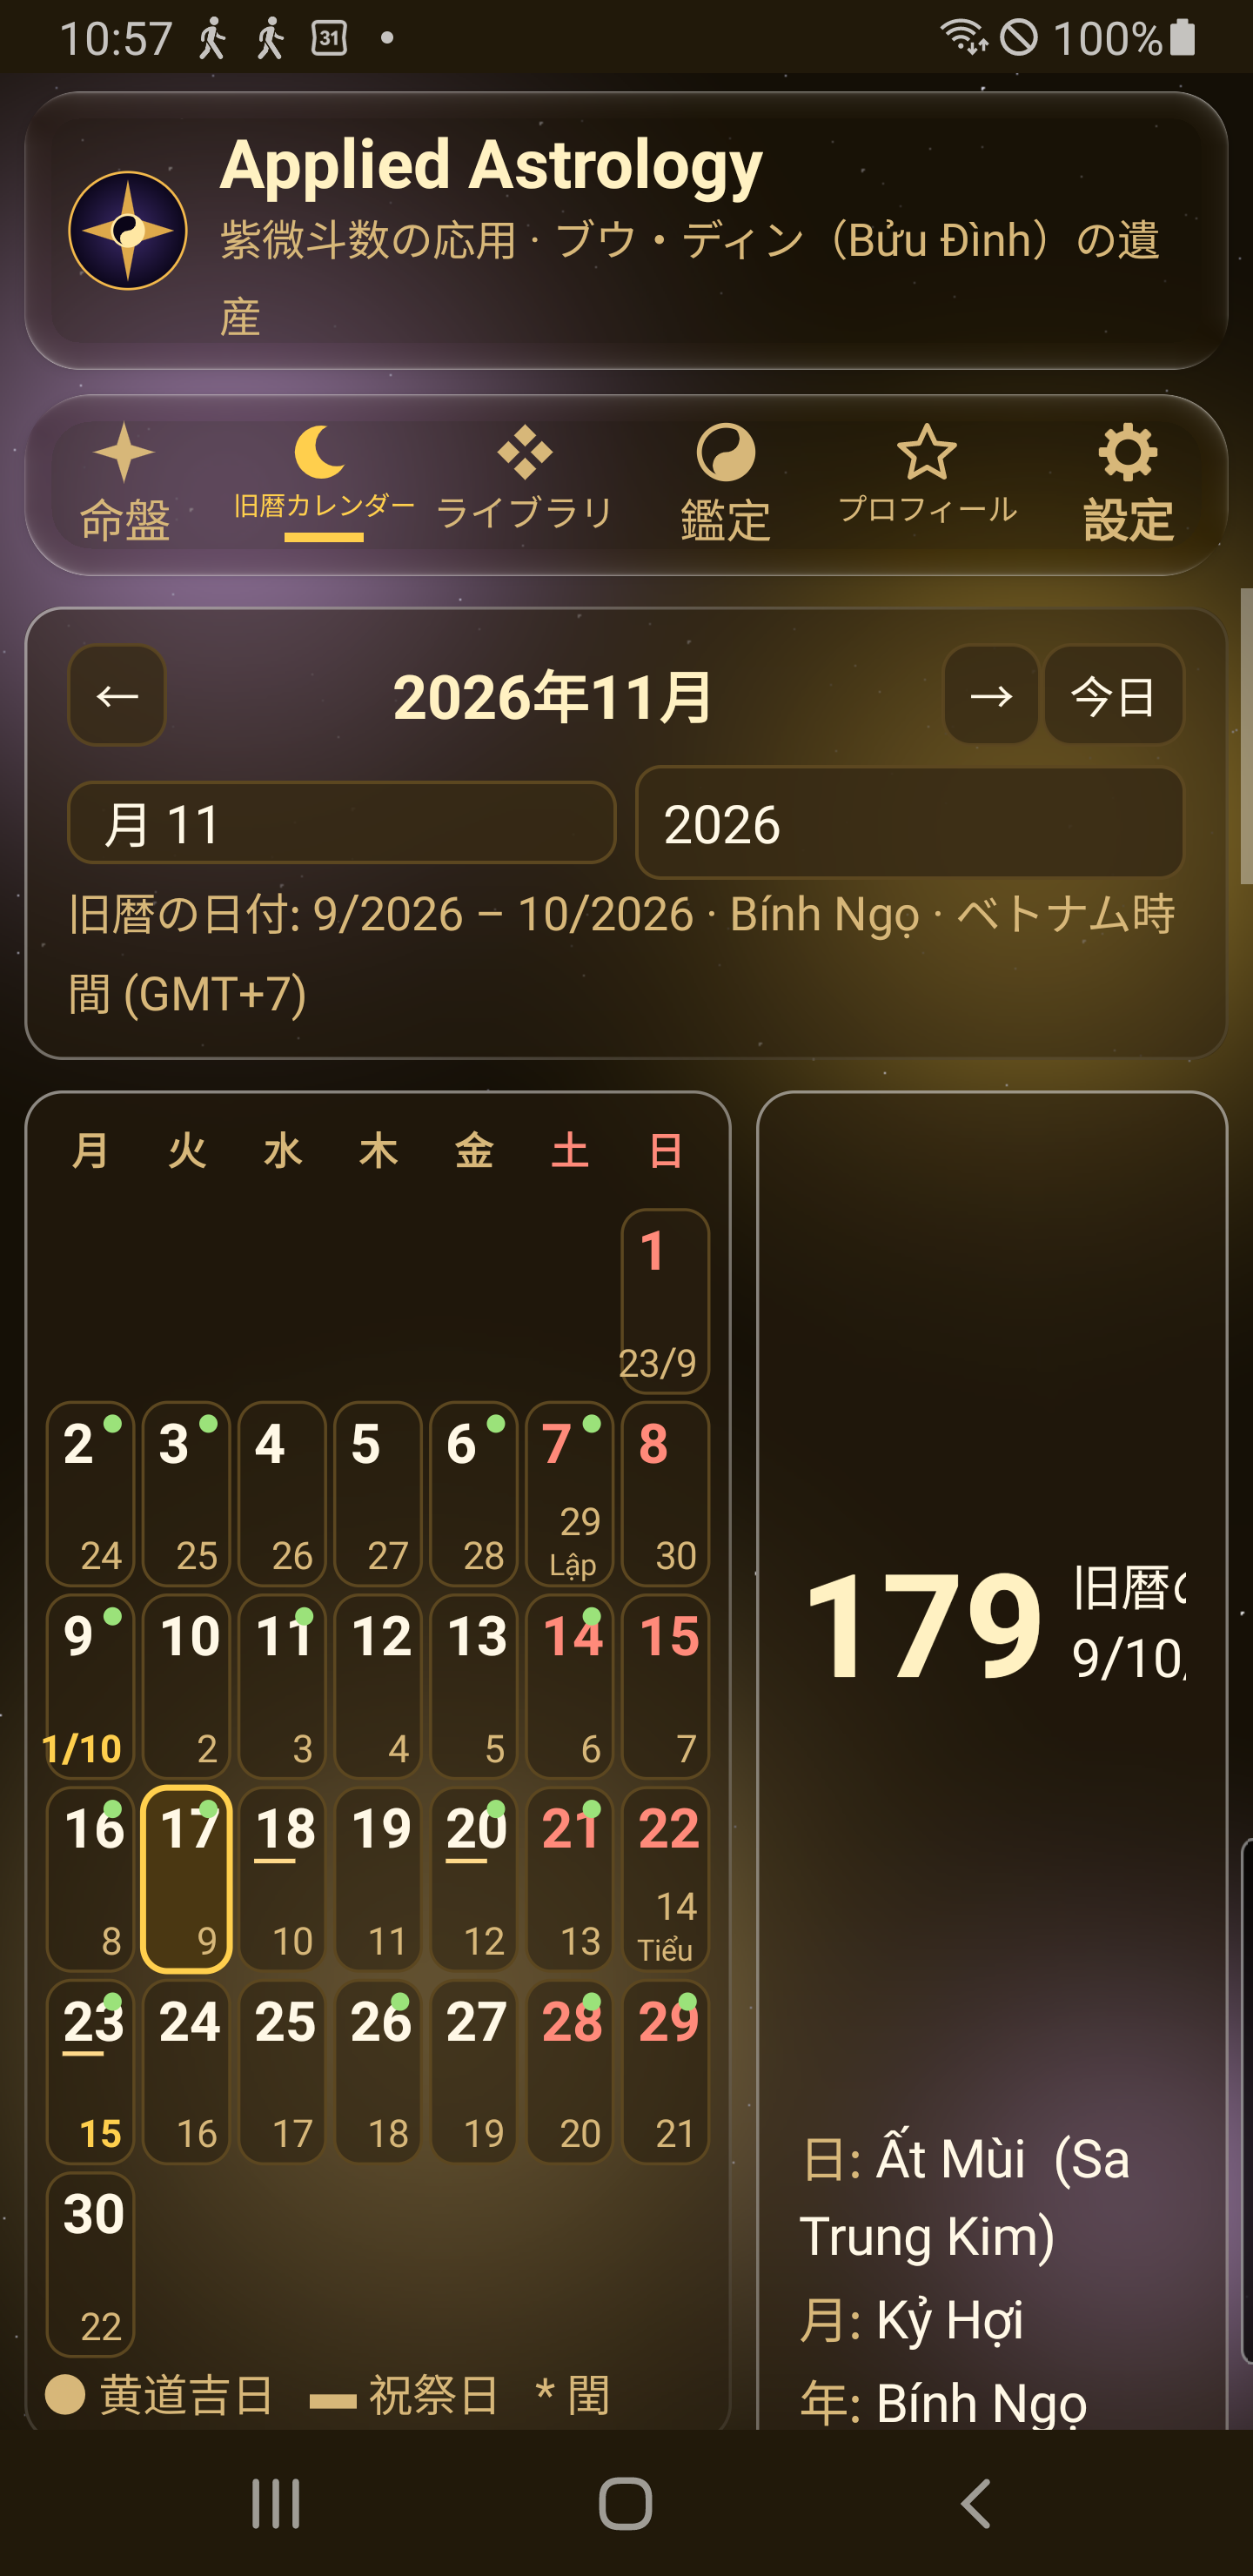 10:57
31
100%
Applied Astrology
紫微斗数の応用 · ブウ・ディン（Bửu Đình）の遺
産
命盤
旧暦カレンダー
ライブラリ
鑑定
プロフィール
設定
←
2026年11月
→
今日
月 11
2026
旧暦の日付: 9/2026 – 10/2026 · Bính Ngọ · ベトナム時
間 (GMT+7)
月 火 水 木 金 土 日
1
23/9
2 3 4 5 6 7 8
24 25 26 27 28 29 30
Lập
9 10 11 12 13 14 15
1/10 2 3 4 5 6 7
16 17 18 19 20 21 22
8 9 10 11 12 13 14
Tiểu
23 24 25 26 27 28 29
15 16 17 18 19 20 21
30
22
黄道吉日 祝祭日 * 閏
179
旧暦
9/10
日: Ất Mùi (Sa
Trung Kim)
月: Kỷ Hợi
年: Bính Ngọ